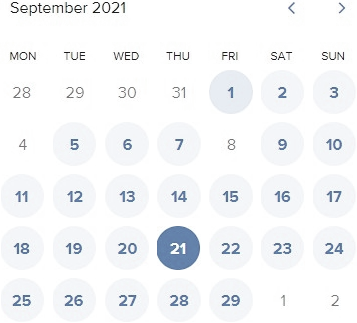 September 2021
MON TUE WED THU FRI SAT SUN
28 29 30 31 1 2 3
4 5 6 7 8 9 10
11 12 13 14 15 16 17
18 19 20 21 22 23 24
25 26 27 28 29 1 2